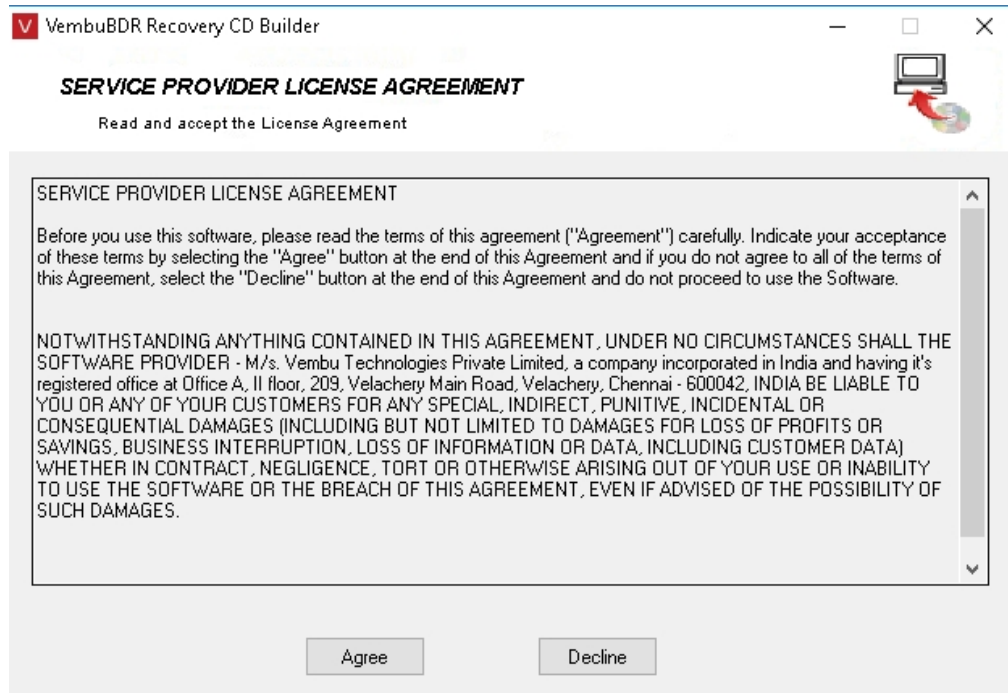 V VembuBDR Recovery CD Builder
SERVICE PROVIDER LICENSE AGREEMENT
Read and accept the License Agreement
SERVICE PROVIDER LICENSE AGREEMENT
Before you use this software, please read the terms of this agreement ("Agreement") carefully. Indicate your acceptance
of these terms by selecting the "Agree" button at the end of this Agreement and if you do not agree to all of the terms of
this Agreement, select the "Decline" button at the end of this Agreement and do not proceed to use the Software.
NOTWITHSTANDING ANYTHING CONTAINED IN THIS AGREEMENT, UNDER NO CIRCUMSTANCES SHALL THE
SOFTWARE PROVIDER - M/s. Vembu Technologies Private Limited, a company incorporated in India and having it's
registered office at Office A, II floor, 209, Velachery Main Road, Velachery, Chennai - 600042, INDIA BE LIABLE TO
YOU OR ANY OF YOUR CUSTOMERS FOR ANY SPECIAL, INDIRECT, PUNITIVE, INCIDENTAL OR
CONSEQUENTIAL DAMAGES (INCLUDING BUT NOT LIMITED TO DAMAGES FOR LOSS OF PROFITS OR
SAVINGS, BUSINESS INTERRUPTION, LOSS OF INFORMATION OR DATA, INCLUDING CUSTOMER DATA)
WHETHER IN CONTRACT, NEGLIGENCE, TORT OR OTHERWISE ARISING OUT OF YOUR USE OR INABILITY
TO USE THE SOFTWARE OR THE BREACH OF THIS AGREEMENT, EVEN IF ADVISED OF THE POSSIBILITY OF
SUCH DAMAGES.
Agree Decline